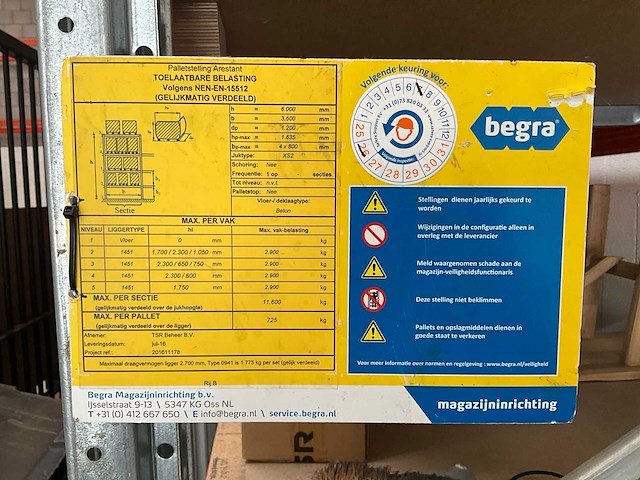 Palletstelling Arestant
TOELAATBARE BELASTING
Volgens NEN-EN-15512
(GELIJKMATIG VERDEELD)
h = 6.000 mm
b = 3.600 mm
dp = 1.200 mm
hp-max = 1.635 mm
bp-max = 4 x 800 mm
Juktype: XS2
Schoring: Nee
Frequentie: 1 op - secties
Tot niveau: n.v.t
Palletstop: Nee
Vloer-/ deklaagtype:
Beton
Sectie
MAX. PER VAK
NIVEAU LIGGERTYPE hl Max. vak-belasting
1 Vloer 0 mm kg
2 1451 1.700 / 2.300 / 1.050 mm 2.900 kg
3 1451 2.300 / 650 / 750 mm 2.900 kg
4 1451 2.300 / 600 mm 2.900 kg
5 1451 1.750 mm 2.900 kg
MAX. PER SECTIE
(gelijkmatig verdeeld over de jukhoogte) 11.600 kg
MAX. PER PALLET
(gelijkmatig verdeeld over de ligger) 725 kg
Afnemer: TSR Beheer B.V.
Leveringsdatum: jul-16
Project ref.: 201611178
Maximaal draagvermogen ligger 2.700 mm, Type 0941 is 1.775 kg per set (gelijk verdeeld)
Rij B
Volgende keuring voor:
1 2 3 4 5 6 8 9 10 11 12
25 26 27 28 29 30 31
begra
Stellingen dienen jaarlijks gekeurd te
worden
Wijzigingen in de configuratie alleen in
overleg met de leverancier
Meld waargenomen schade aan de
magazijn-veiligheidsfunctionaris
Deze stelling niet beklimmen
Pallets en opslagmiddelen dienen in
goede staat te verkeren
Voor meer informatie over normen en regelgeving : www.begra.nl/veiligheid
Begra Magazijninrichting b.v.
IJsselstraat 9-13 \ 5347 KG Oss NL
T +31 (0) 412 667 650 \ E info@begra.nl \ service.begra.nl
magazijninrichting